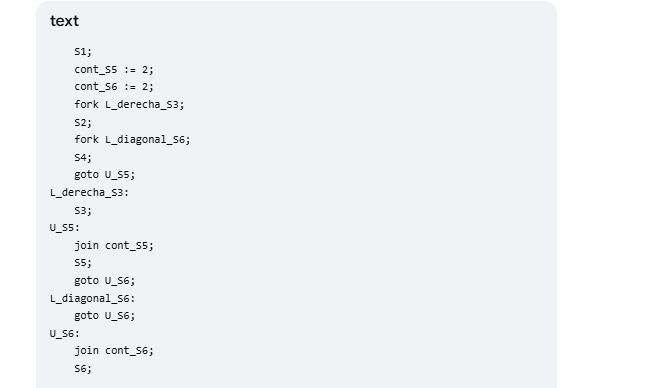 text
S1;
cont_S5 := 2;
cont_S6 := 2;
fork L_derecha_S3;
S2;
fork L_diagonal_S6;
S4;
goto U_S5;
L_derecha_S3:
S3;
U_S5:
join cont_S5;
S5;
goto U_S6;
L_diagonal_S6:
goto U_S6;
U_S6:
join cont_S6;
S6;